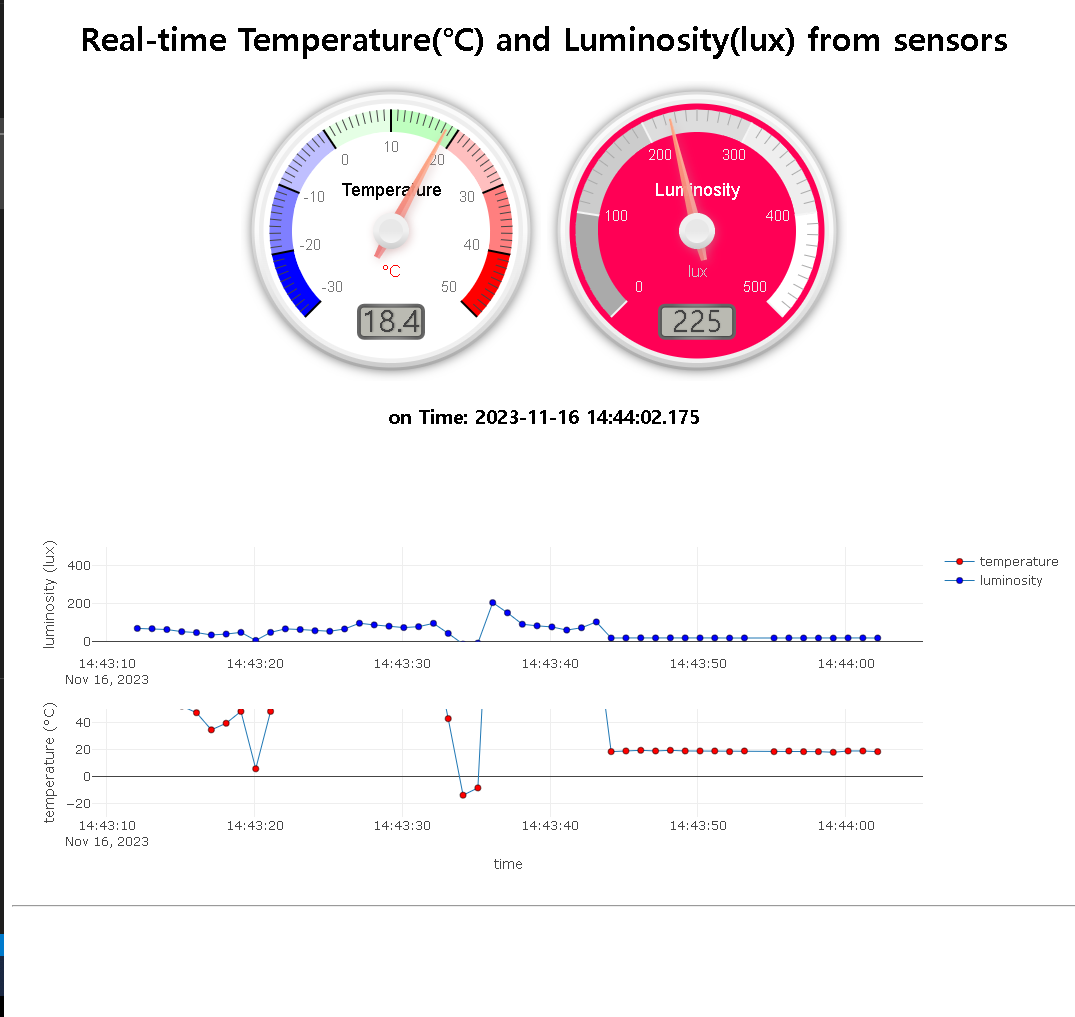 Real-time Temperature(°C) and Luminosity(lux) from sensors
0 10 20
-10 30
-20 40
-30 50
Temperature
°C
18.4
200 300
100 400
0 500
Luminosity
lux
225
on Time: 2023-11-16 14:44:02.175
luminosity (lux)
400
200
0
14:43:10 14:43:20 14:43:30 14:43:40 14:43:50 14:44:00
Nov 16, 2023
temperature
luminosity
temperature (°C)
40
20
0
−20
14:43:10 14:43:20 14:43:30 14:43:40 14:43:50 14:44:00
Nov 16, 2023
time